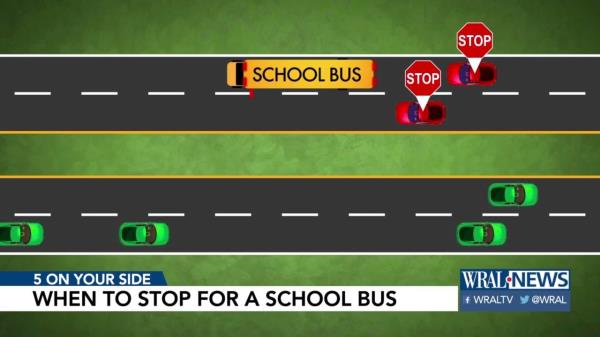 STOP
SCHOOL BUS
STOP
5 ON YOUR SIDE
WHEN TO STOP FOR A SCHOOL BUS
WRAL NEWS
f WRALTV @WRAL